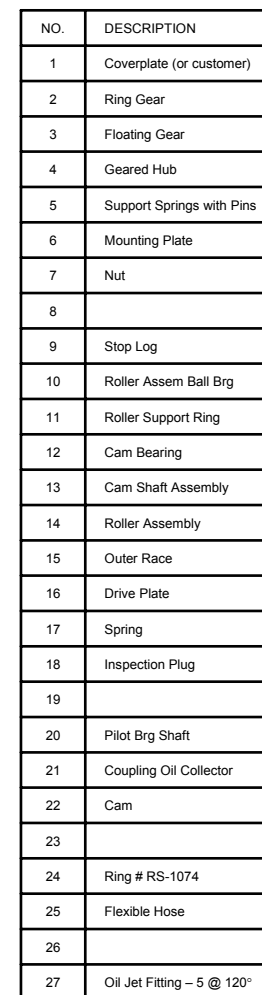 NO. DESCRIPTION
1 Coverplate (or customer)
2 Ring Gear
3 Floating Gear
4 Geared Hub
5 Support Springs with Pins
6 Mounting Plate
7 Nut
8
9 Stop Log
10 Roller Assem Ball Brg
11 Roller Support Ring
12 Cam Bearing
13 Cam Shaft Assembly
14 Roller Assembly
15 Outer Race
16 Drive Plate
17 Spring
18 Inspection Plug
19
20 Pilot Brg Shaft
21 Coupling Oil Collector
22 Cam
23
24 Ring # RS-1074
25 Flexible Hose
26
27 Oil Jet Fitting – 5 @ 120°